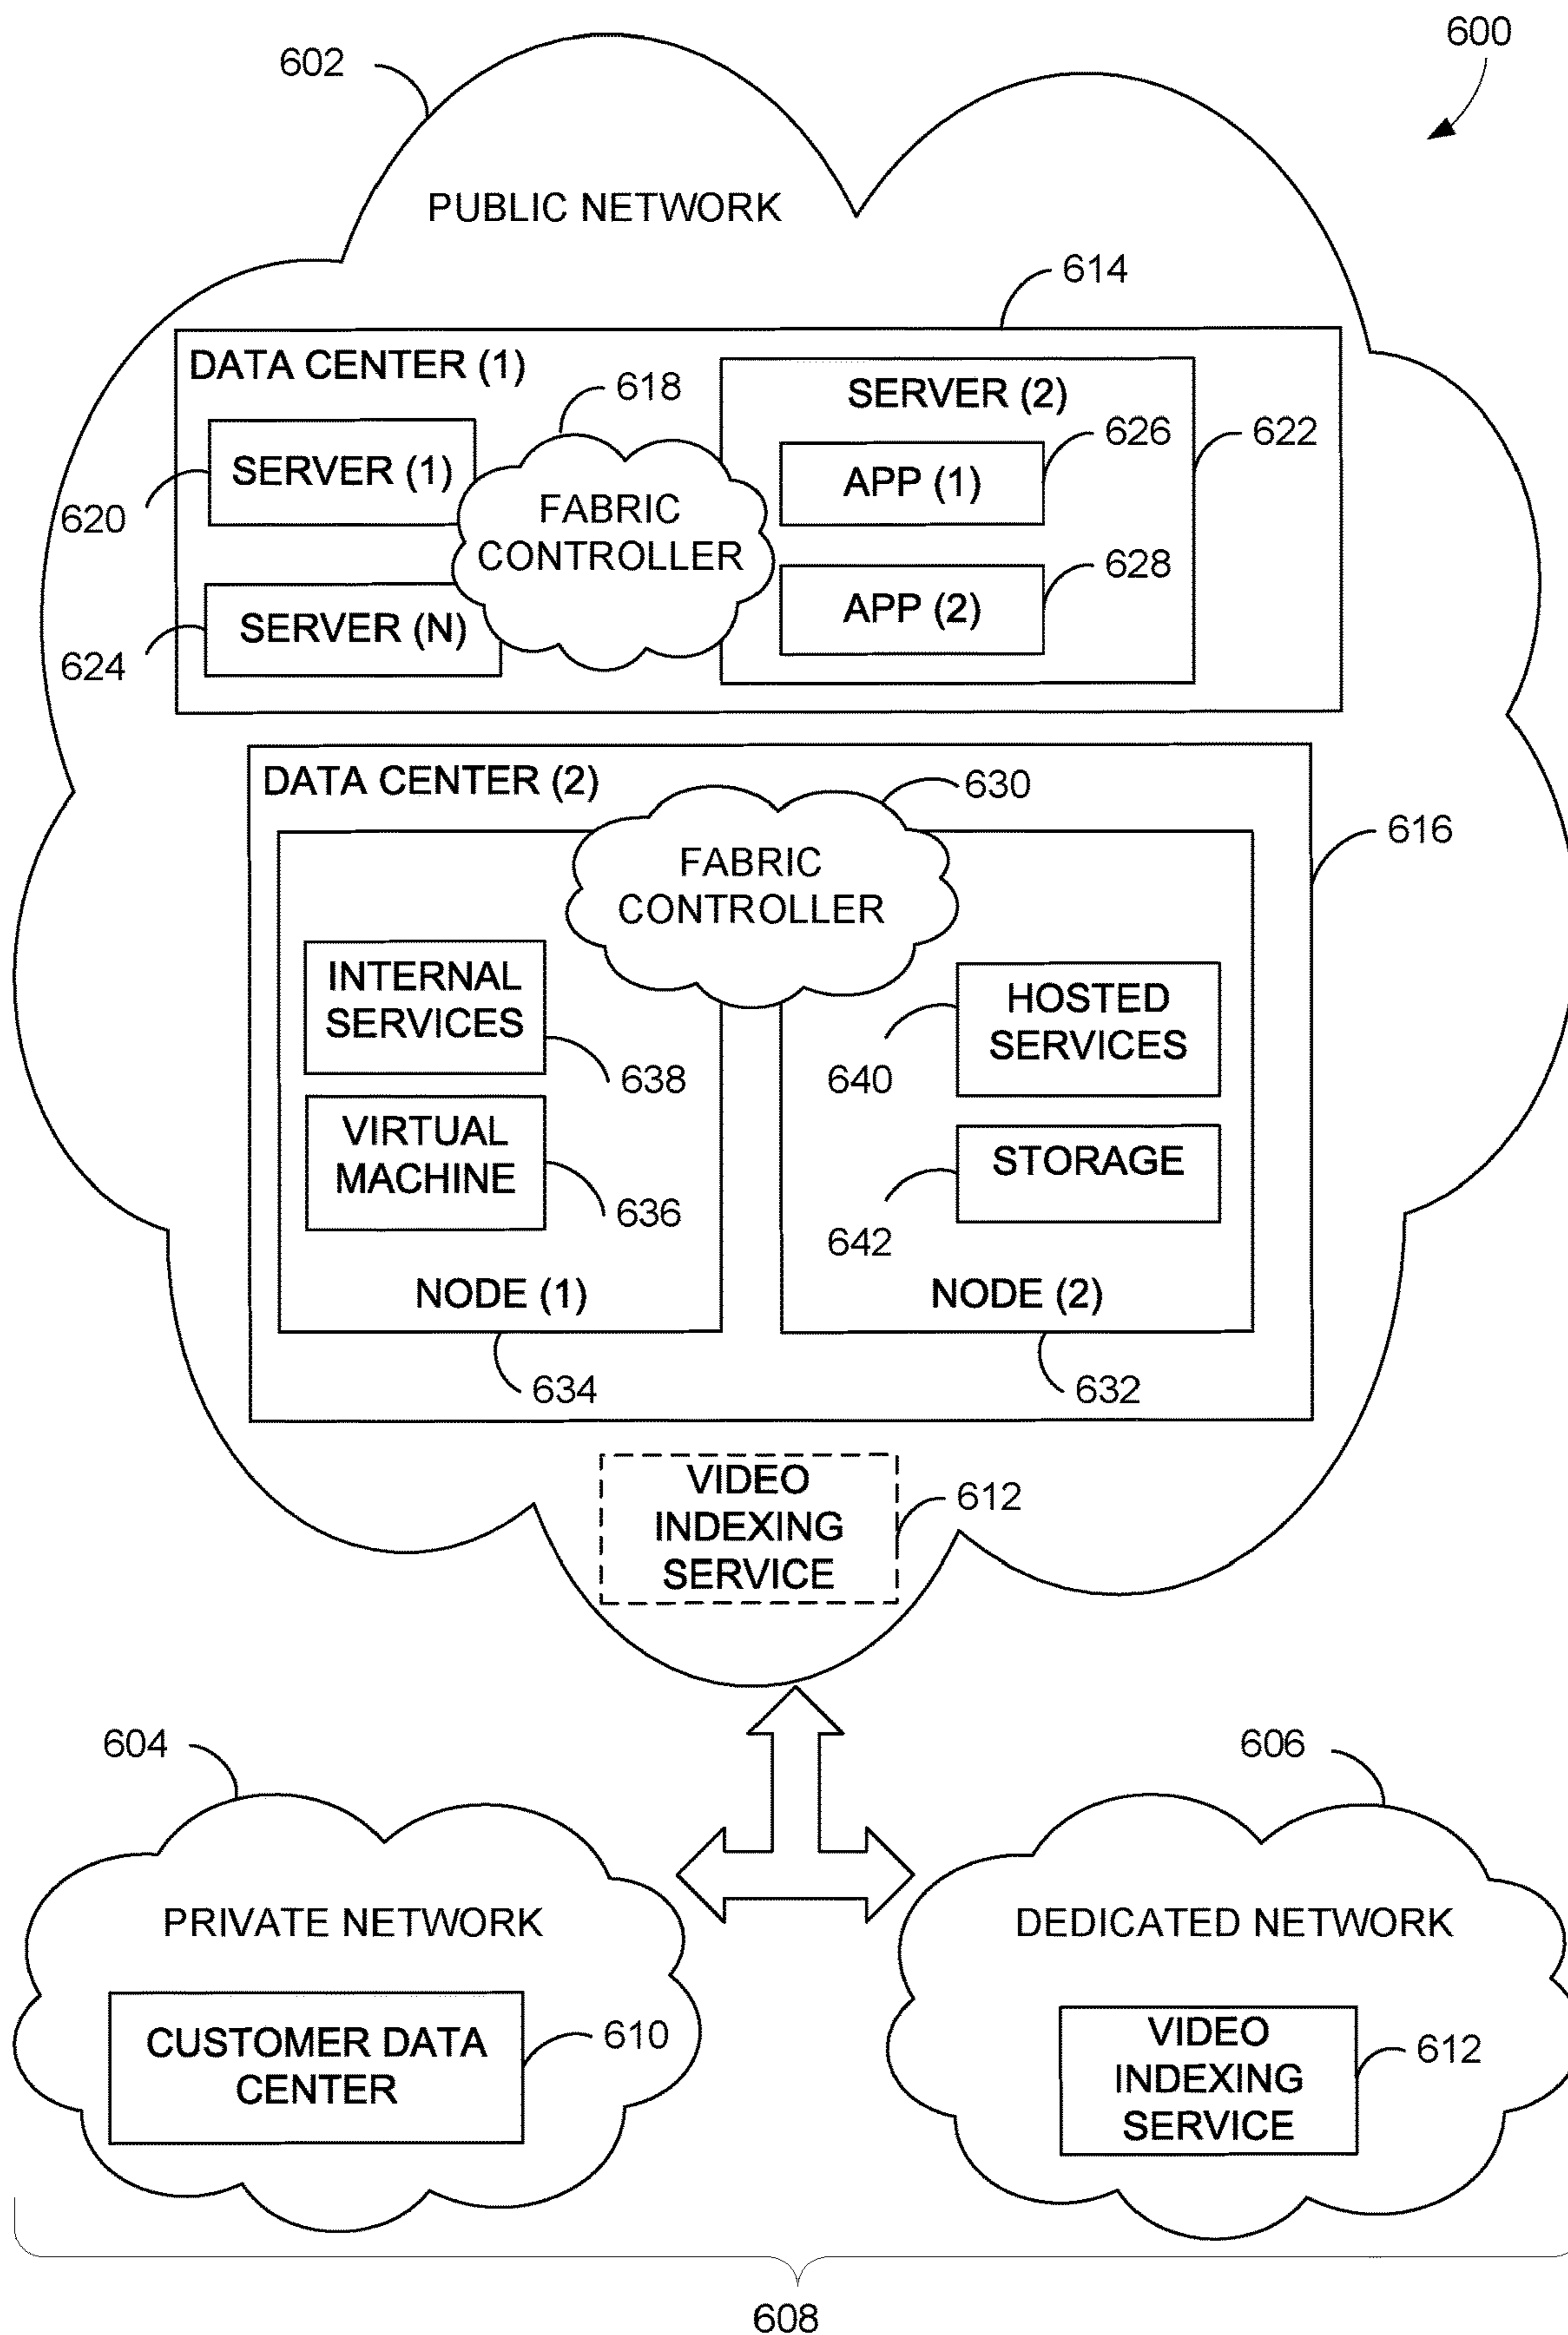 600
602
PUBLIC NETWORK
614
DATA CENTER (1)
618
SERVER (2)
626
622
SERVER (1)
APP (1)
620
FABRIC
CONTROLLER
628
APP (2)
SERVER (N)
624
DATA CENTER (2)
630
616
FABRIC
CONTROLLER
INTERNAL
SERVICES
638
HOSTED
SERVICES
640
VIRTUAL
MACHINE
636
STORAGE
642
NODE (1)
NODE (2)
634
632
VIDEO
INDEXING
SERVICE
612
604
606
PRIVATE NETWORK
DEDICATED NETWORK
CUSTOMER DATA
CENTER
610
VIDEO
INDEXING
SERVICE
612
608